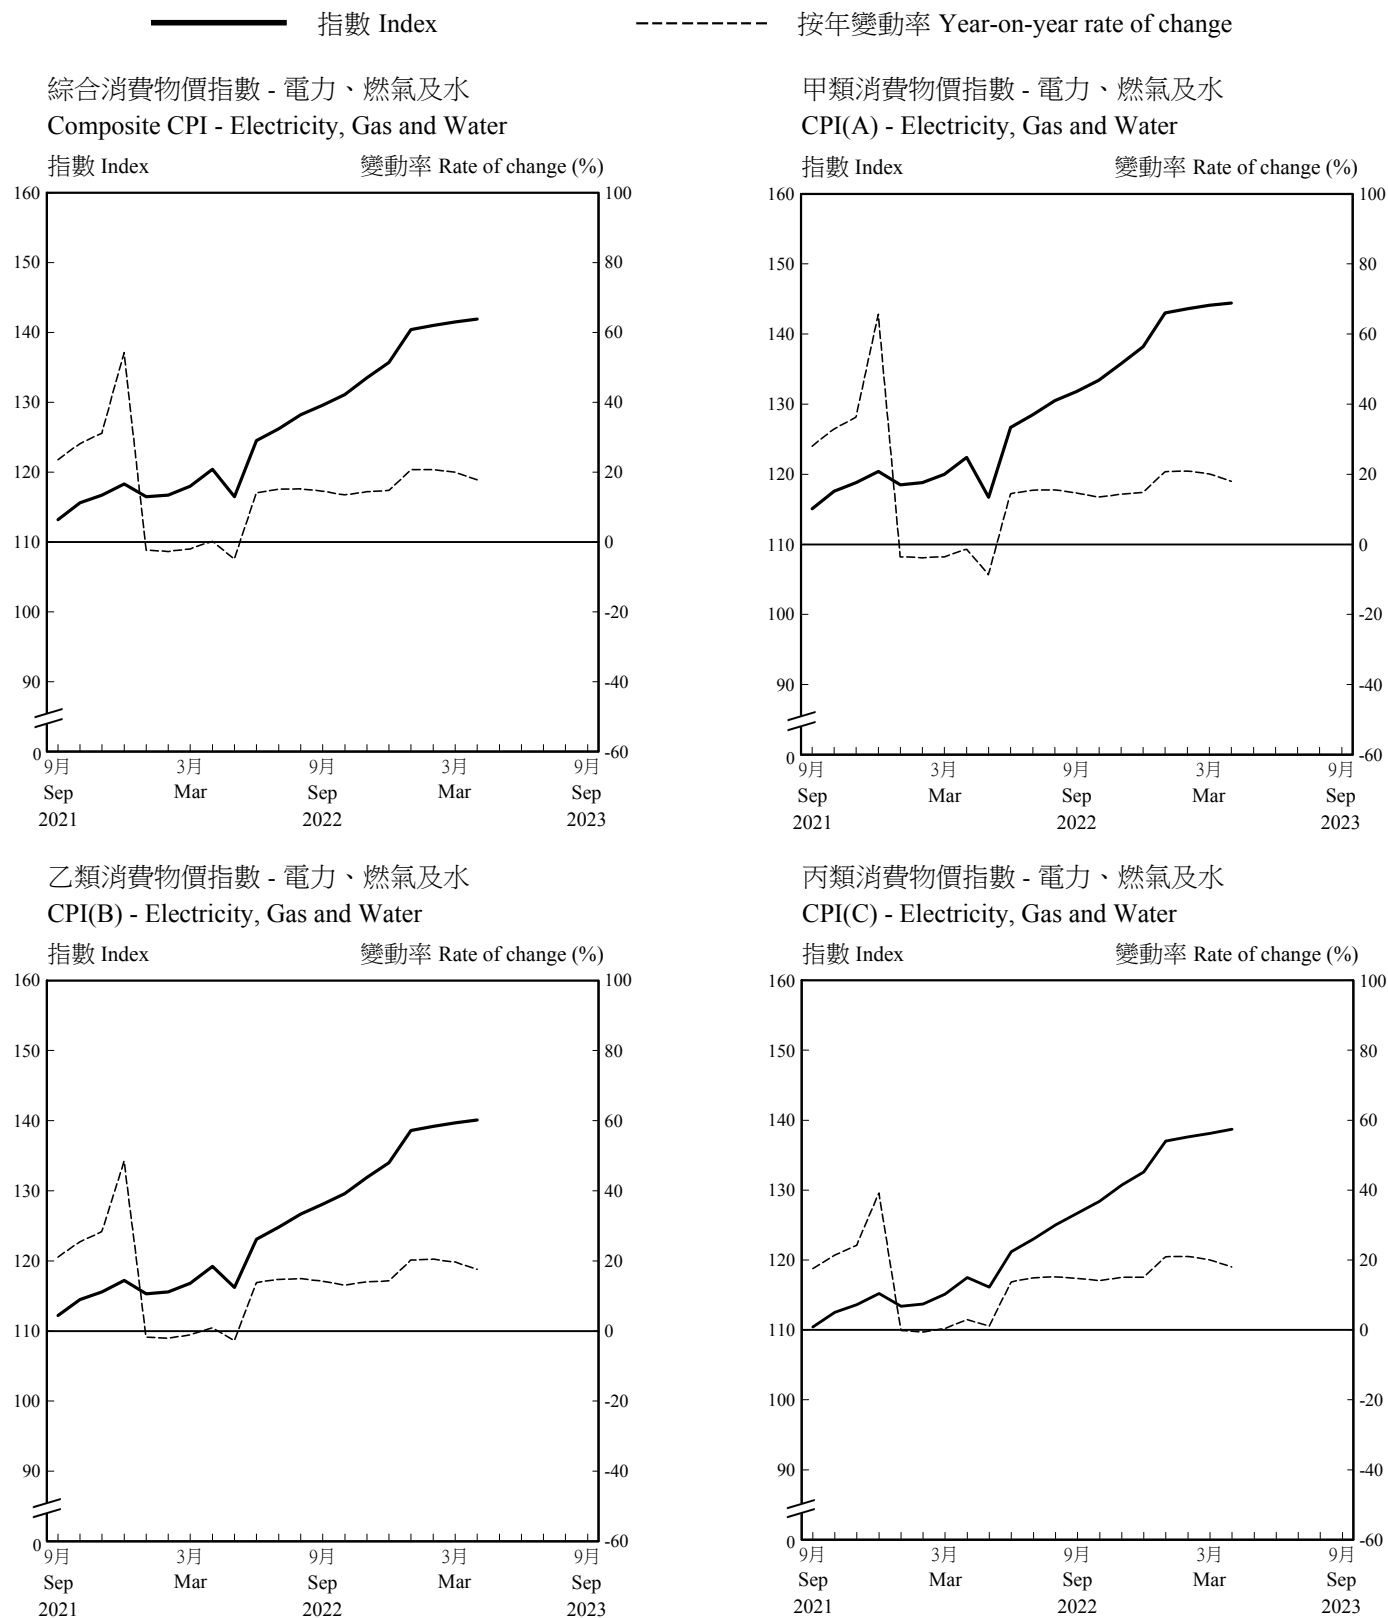 指數 Index
按年變動率 Year-on-year rate of change
綜合消費物價指數 - 電力、燃氣及水
Composite CPI - Electricity, Gas and Water
指數 Index 變動率 Rate of change (%)
160 100
150 80
140 60
130 40
120 20
110 0
100 -20
90 -40
0 -60
9月 3月 9月 3月 9月
Sep Mar Sep Mar Sep
2021 2022 2023
甲類消費物價指數 - 電力、燃氣及水
CPI(A) - Electricity, Gas and Water
指數 Index 變動率 Rate of change (%)
160 100
150 80
140 60
130 40
120 20
110 0
100 -20
90 -40
0 -60
9月 3月 9月 3月 9月
Sep Mar Sep Mar Sep
2021 2022 2023
乙類消費物價指數 - 電力、燃氣及水
CPI(B) - Electricity, Gas and Water
指數 Index 變動率 Rate of change (%)
160 100
150 80
140 60
130 40
120 20
110 0
100 -20
90 -40
0 -60
9月 3月 9月 3月 9月
Sep Mar Sep Mar Sep
2021 2022 2023
丙類消費物價指數 - 電力、燃氣及水
CPI(C) - Electricity, Gas and Water
指數 Index 變動率 Rate of change (%)
160 100
150 80
140 60
130 40
120 20
110 0
100 -20
90 -40
0 -60
9月 3月 9月 3月 9月
Sep Mar Sep Mar Sep
2021 2022 2023